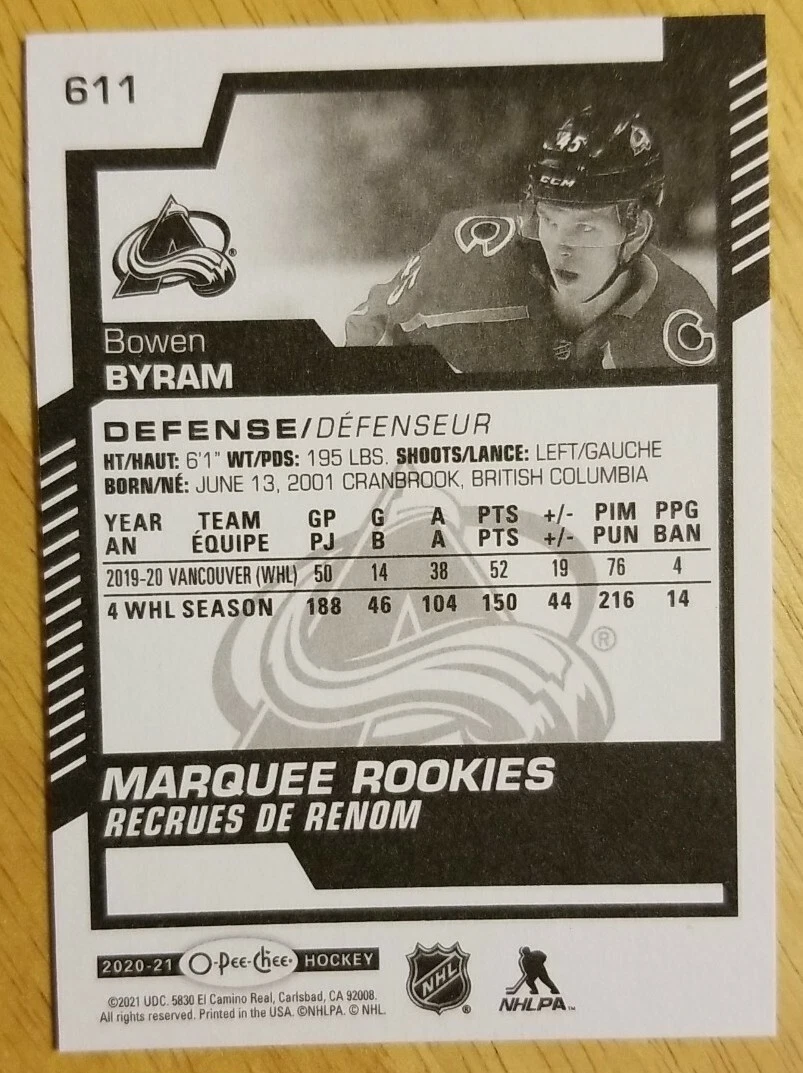 611
45
CCM
45
Bowen
BYRAM
DEFENSE/DÉFENSEUR
HT/HAUT: 6'1" WT/PDS: 195 LBS. SHOOTS/LANCE: LEFT/GAUCHE
BORN/NÉ: JUNE 13, 2001 CRANBROOK, BRITISH COLUMBIA
YEAR TEAM GP G A PTS +/- PIM PPG
AN ÉQUIPE PJ B A PTS +/- PUN BAN
2019-20 VANCOUVER (WHL) 50 14 38 52 19 76 4
4 WHL SEASON 188 46 104 150 44 216 14
®
MARQUEE ROOKIES
RECRUES DE RENOM
2020-21 O-Pee-Chee® HOCKEY
NHL ®
NHLPA™
©2021 UDC. 5830 El Camino Real, Carlsbad, CA 92008.
All rights reserved. Printed in the USA. ©NHLPA. © NHL.